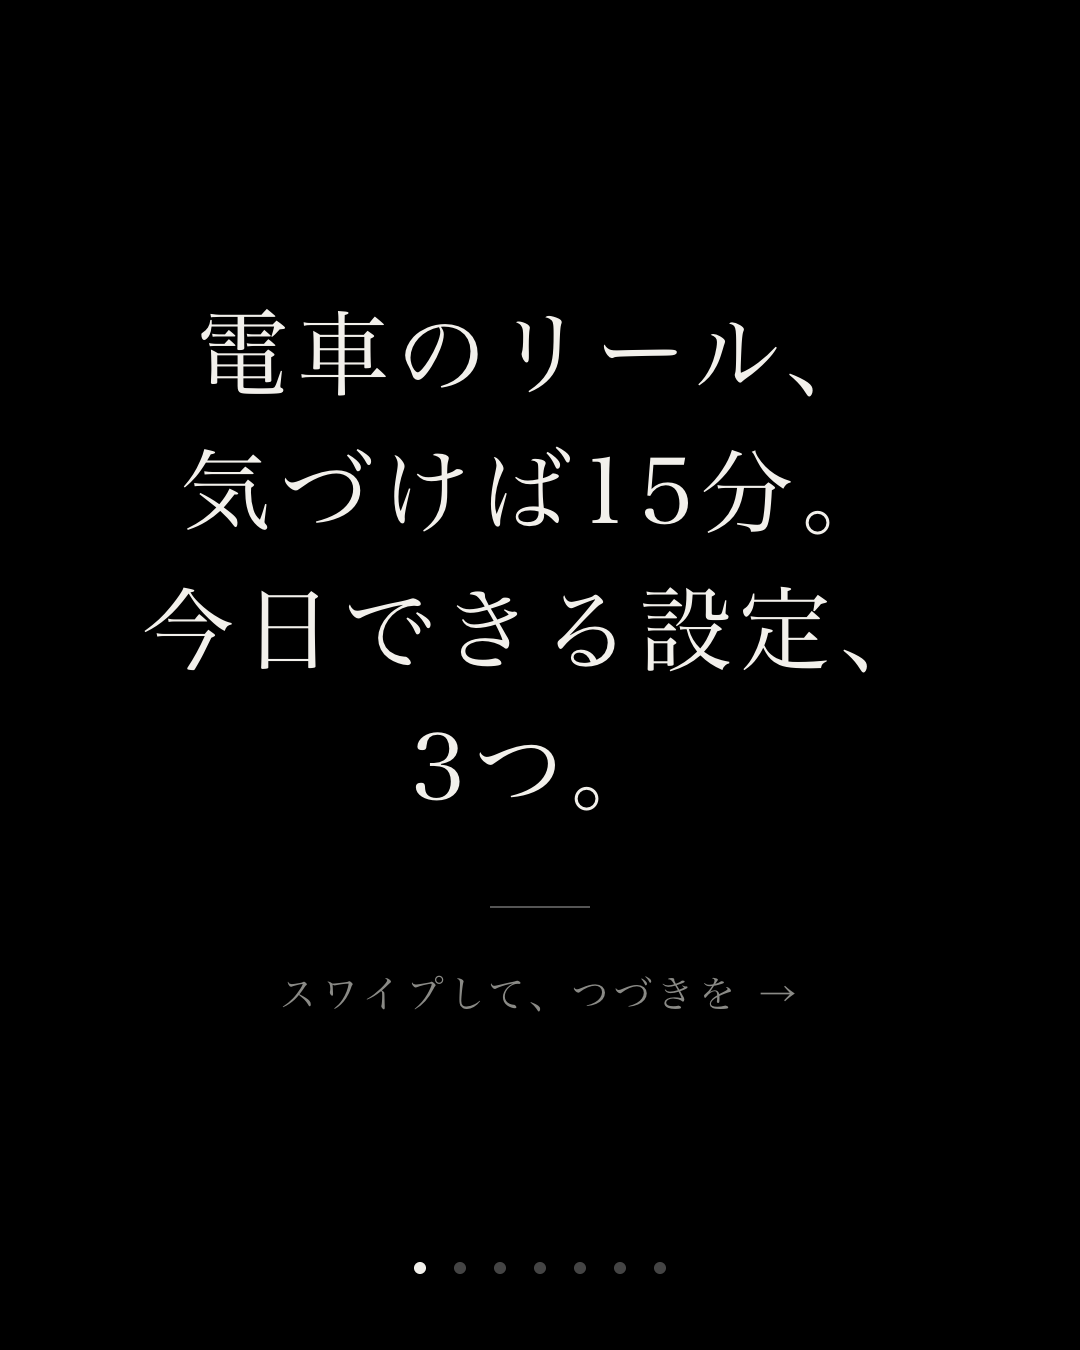 電車のリール、
気づけば15分。
今日できる設定、
3つ。
スワイプして、つづきを →